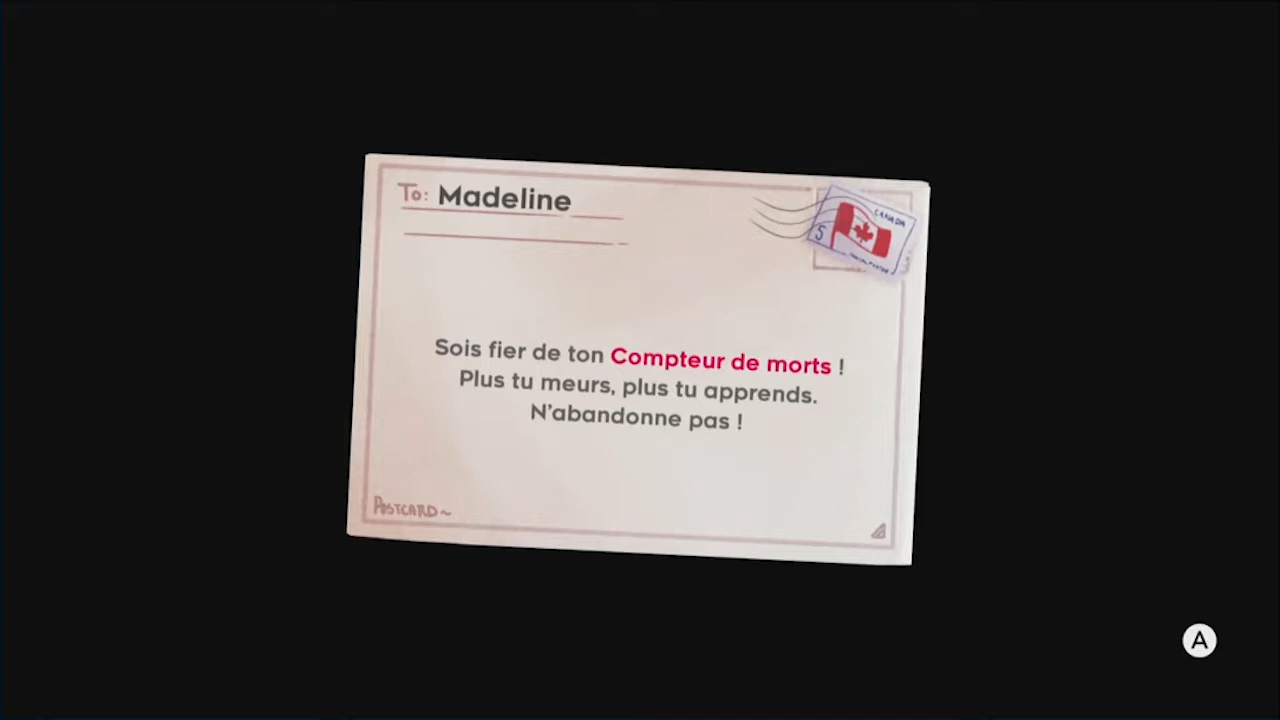 To: Madeline
CANADA
5
Sois fier de ton Compteur de morts !
Plus tu meurs, plus tu apprends.
N'abandonne pas !
POSTCARD~
A